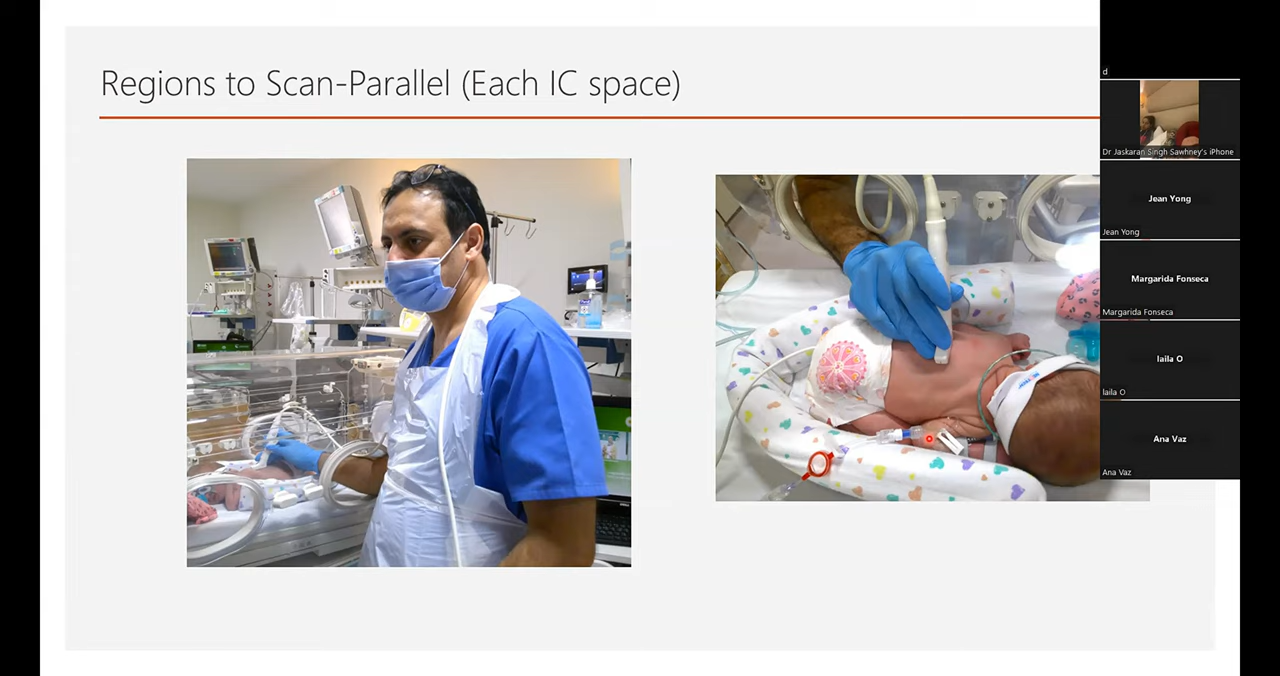 Regions to Scan-Parallel (Each IC space)
d
Dr Jaskaran Singh Sawhney's iPhone
Jean Yong
Jean Yong
Margarida Fonseca
Margarida Fonseca
laila O
laila O
Ana Vaz
Ana Vaz